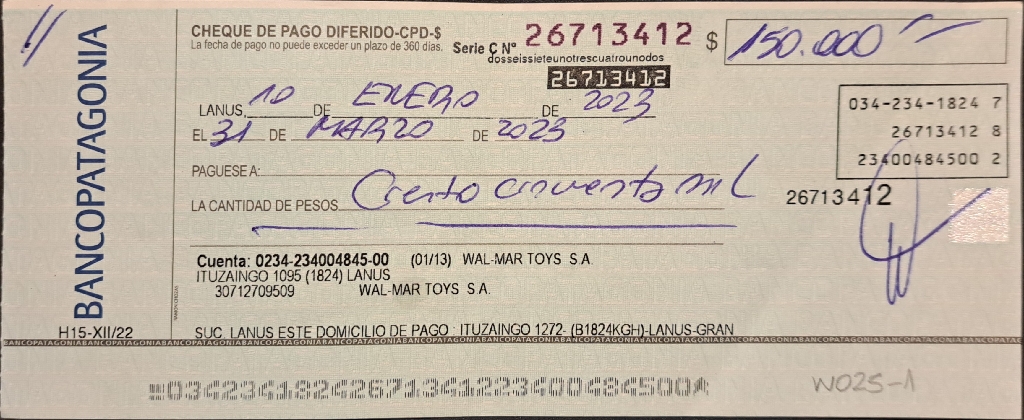 BANCOPATAGONIA
H15-XII/22
CHEQUE DE PAGO DIFERIDO-CPD-$
La fecha de pago no puede exceder un plazo de 360 días.
Serie C Nº 26713412 $ 150.000
dosseissieteunotrescuatrounodos
26713412
LANUS, 10 DE ENERO DE 2023
EL 31 DE MARZO DE 2023
034-234-1824 7
26713412 8
23400484500 2
PAGUESE A:
26713412
LA CANTIDAD DE PESOS Ciento cincuenta mil
Cuenta: 0234-234004845-00 (01/13) WAL-MAR TOYS S.A.
ITUZAINGO 1095 (1824) LANUS
30712709509 WAL-MAR TOYS S.A.
SUC. LANUS ESTE DOMICILIO DE PAGO : ITUZAINGO 1272- (B1824KGH)-LANUS-GRAN
BANCOPATAGONIABANCOPATAGONIABANCOPATAGONIA
03423418242671341223400484500
W025-1